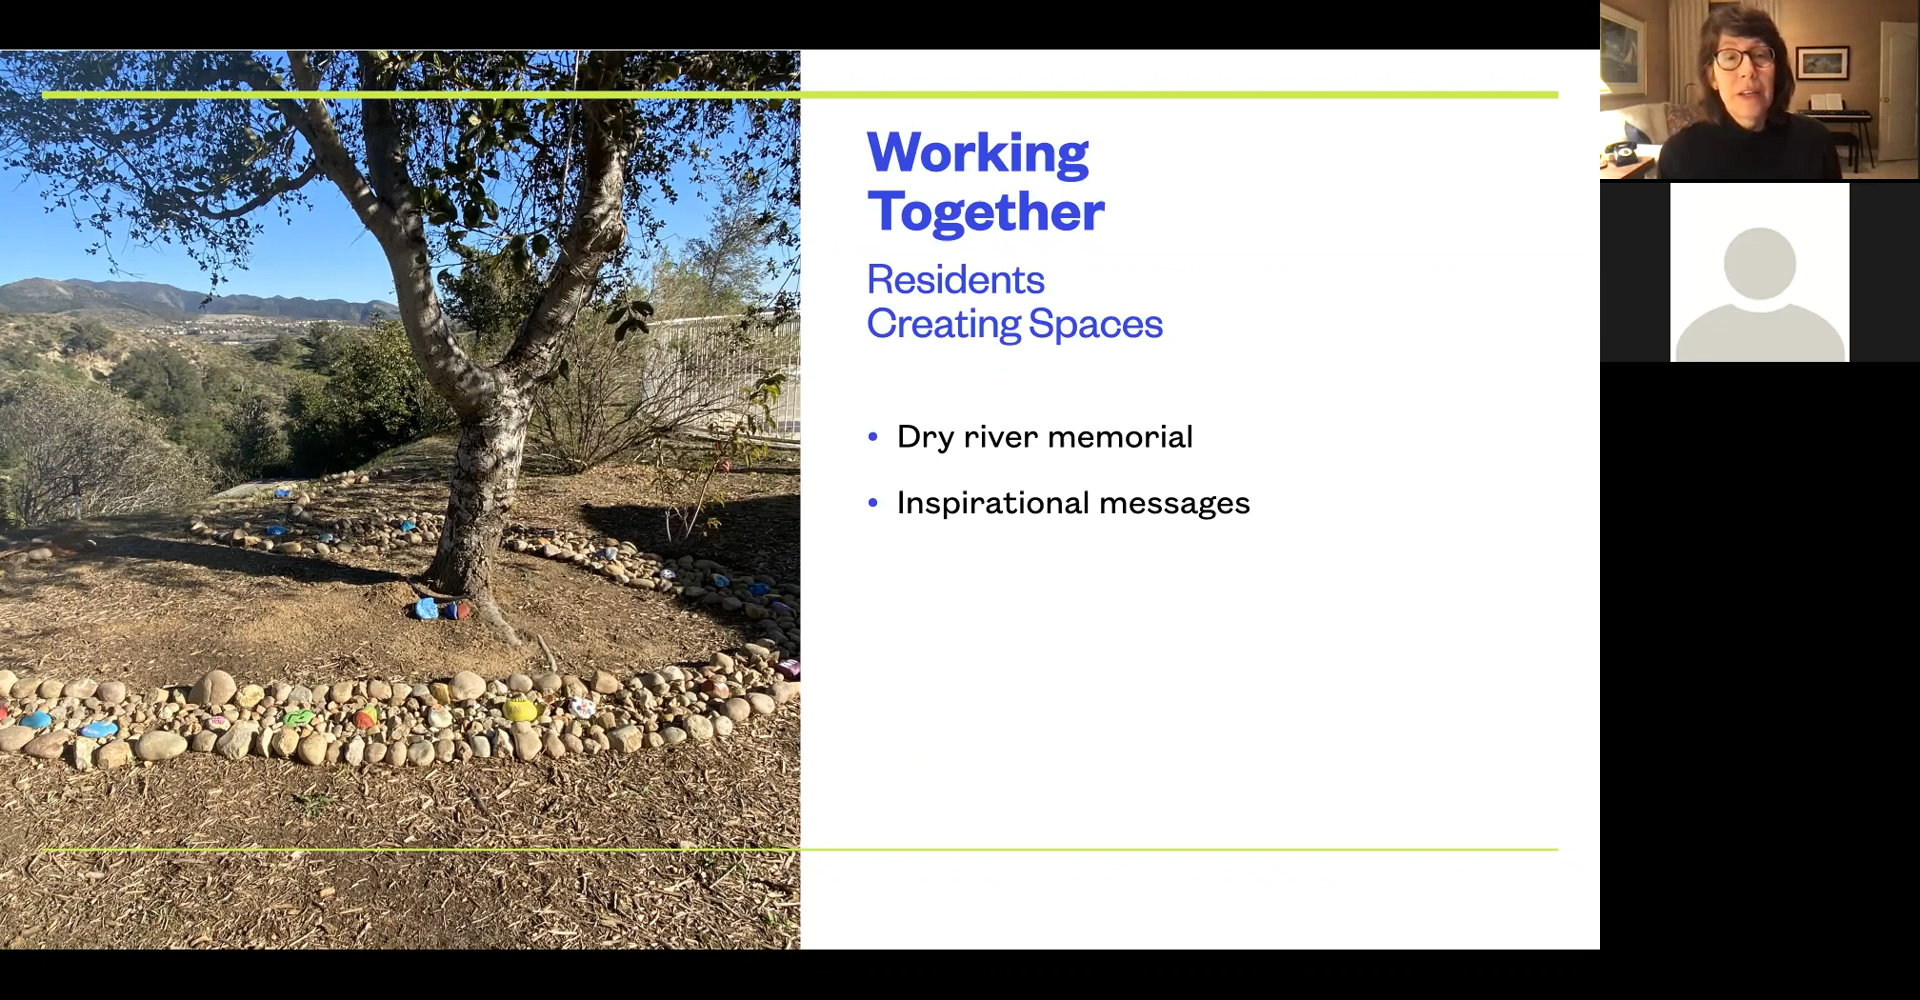 Working
Together
Residents
Creating Spaces
• Dry river memorial
• Inspirational messages